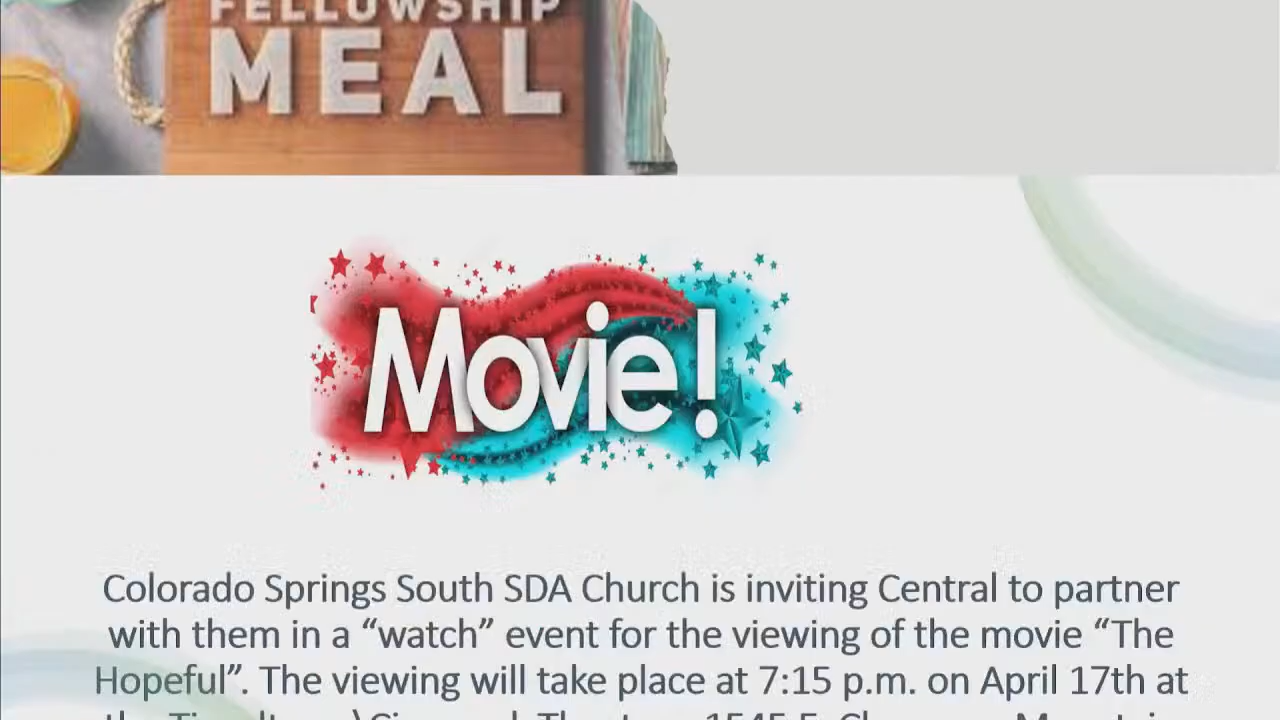 FELLOWSHIP
MEAL
Movie!
Colorado Springs South SDA Church is inviting Central to partner
with them in a “watch” event for the viewing of the movie “The
Hopeful”. The viewing will take place at 7:15 p.m. on April 17th at